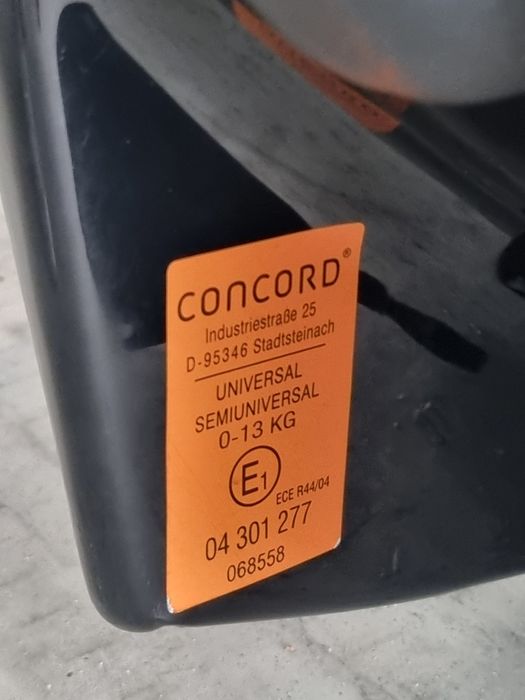 CONCORD®
Industriestraße 25
D-95346 Stadtsteinach
UNIVERSAL
SEMIUNIVERSAL
0-13 KG
E1
ECE R44/04
04 301 277
068558